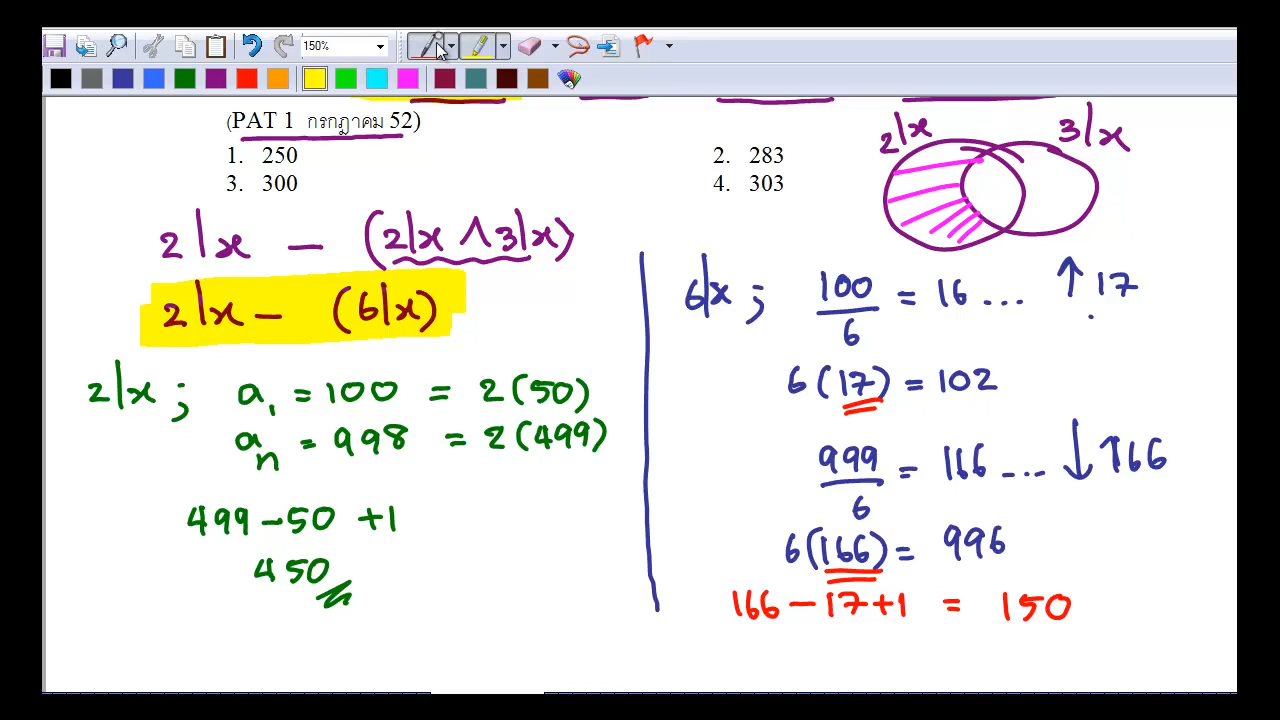 150%
(PAT 1 กรกฎาคม 52)
1. 250
2. 283
3. 300
4. 303
2|x
3|x
2|x − (2|x ∧ 3|x)
2|x − (6|x)
2|x ; a₁ = 100 = 2(50)
aₙ = 998 = 2(499)
499 − 50 + 1
450
6|x ; 100/6 = 16 ... ↑ 17
6(17) = 102
999/6 = 166 ... ↓ 166
6(166) = 996
166 − 17 + 1 = 150